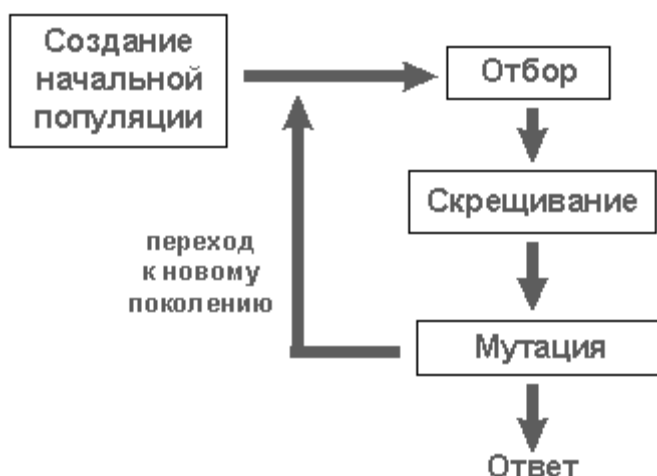 Создание
начальной
популяции
Отбор
Скрещивание
переход
к новому
поколению
Мутация
Ответ